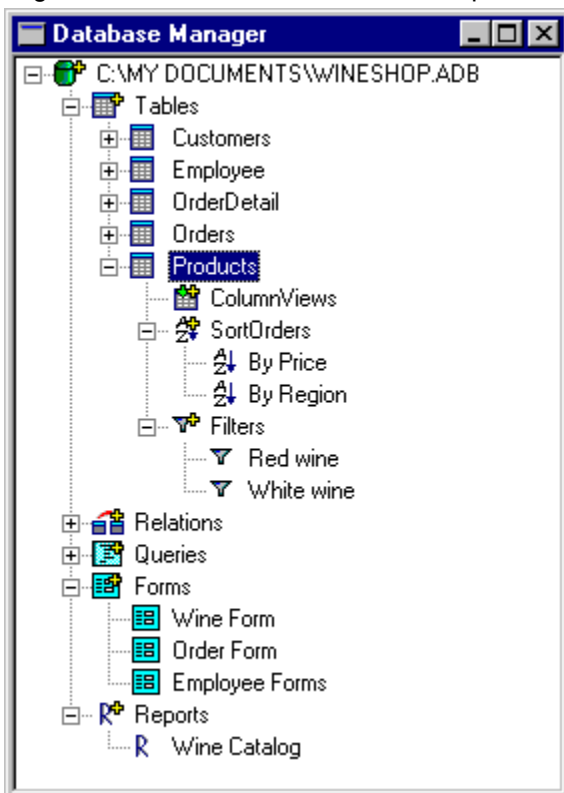 Database Manager
C:\MY DOCUMENTS\WINESHOP.ADB
Tables
Customers
Employee
OrderDetail
Orders
Products
ColumnViews
SortOrders
By Price
By Region
Filters
Red wine
White wine
Relations
Queries
Forms
Wine Form
Order Form
Employee Forms
Reports
Wine Catalog